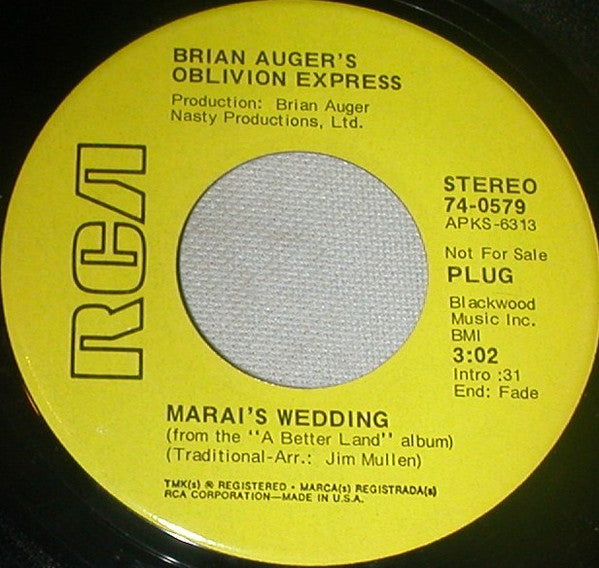 BRIAN AUGER'S
OBLIVION EXPRESS
Production: Brian Auger
Nasty Productions, Ltd.
RCA
STEREO
74-0579
APKS-6313
Not For Sale
PLUG
Blackwood
Music Inc.
BMI
3:02
Intro :31
End: Fade
MARAI'S WEDDING
(from the "A Better Land" album)
(Traditional-Arr.: Jim Mullen)
TMK(s) ® REGISTERED • MARCA(s) REGISTRADA(s)
RCA CORPORATION—MADE IN U.S.A.